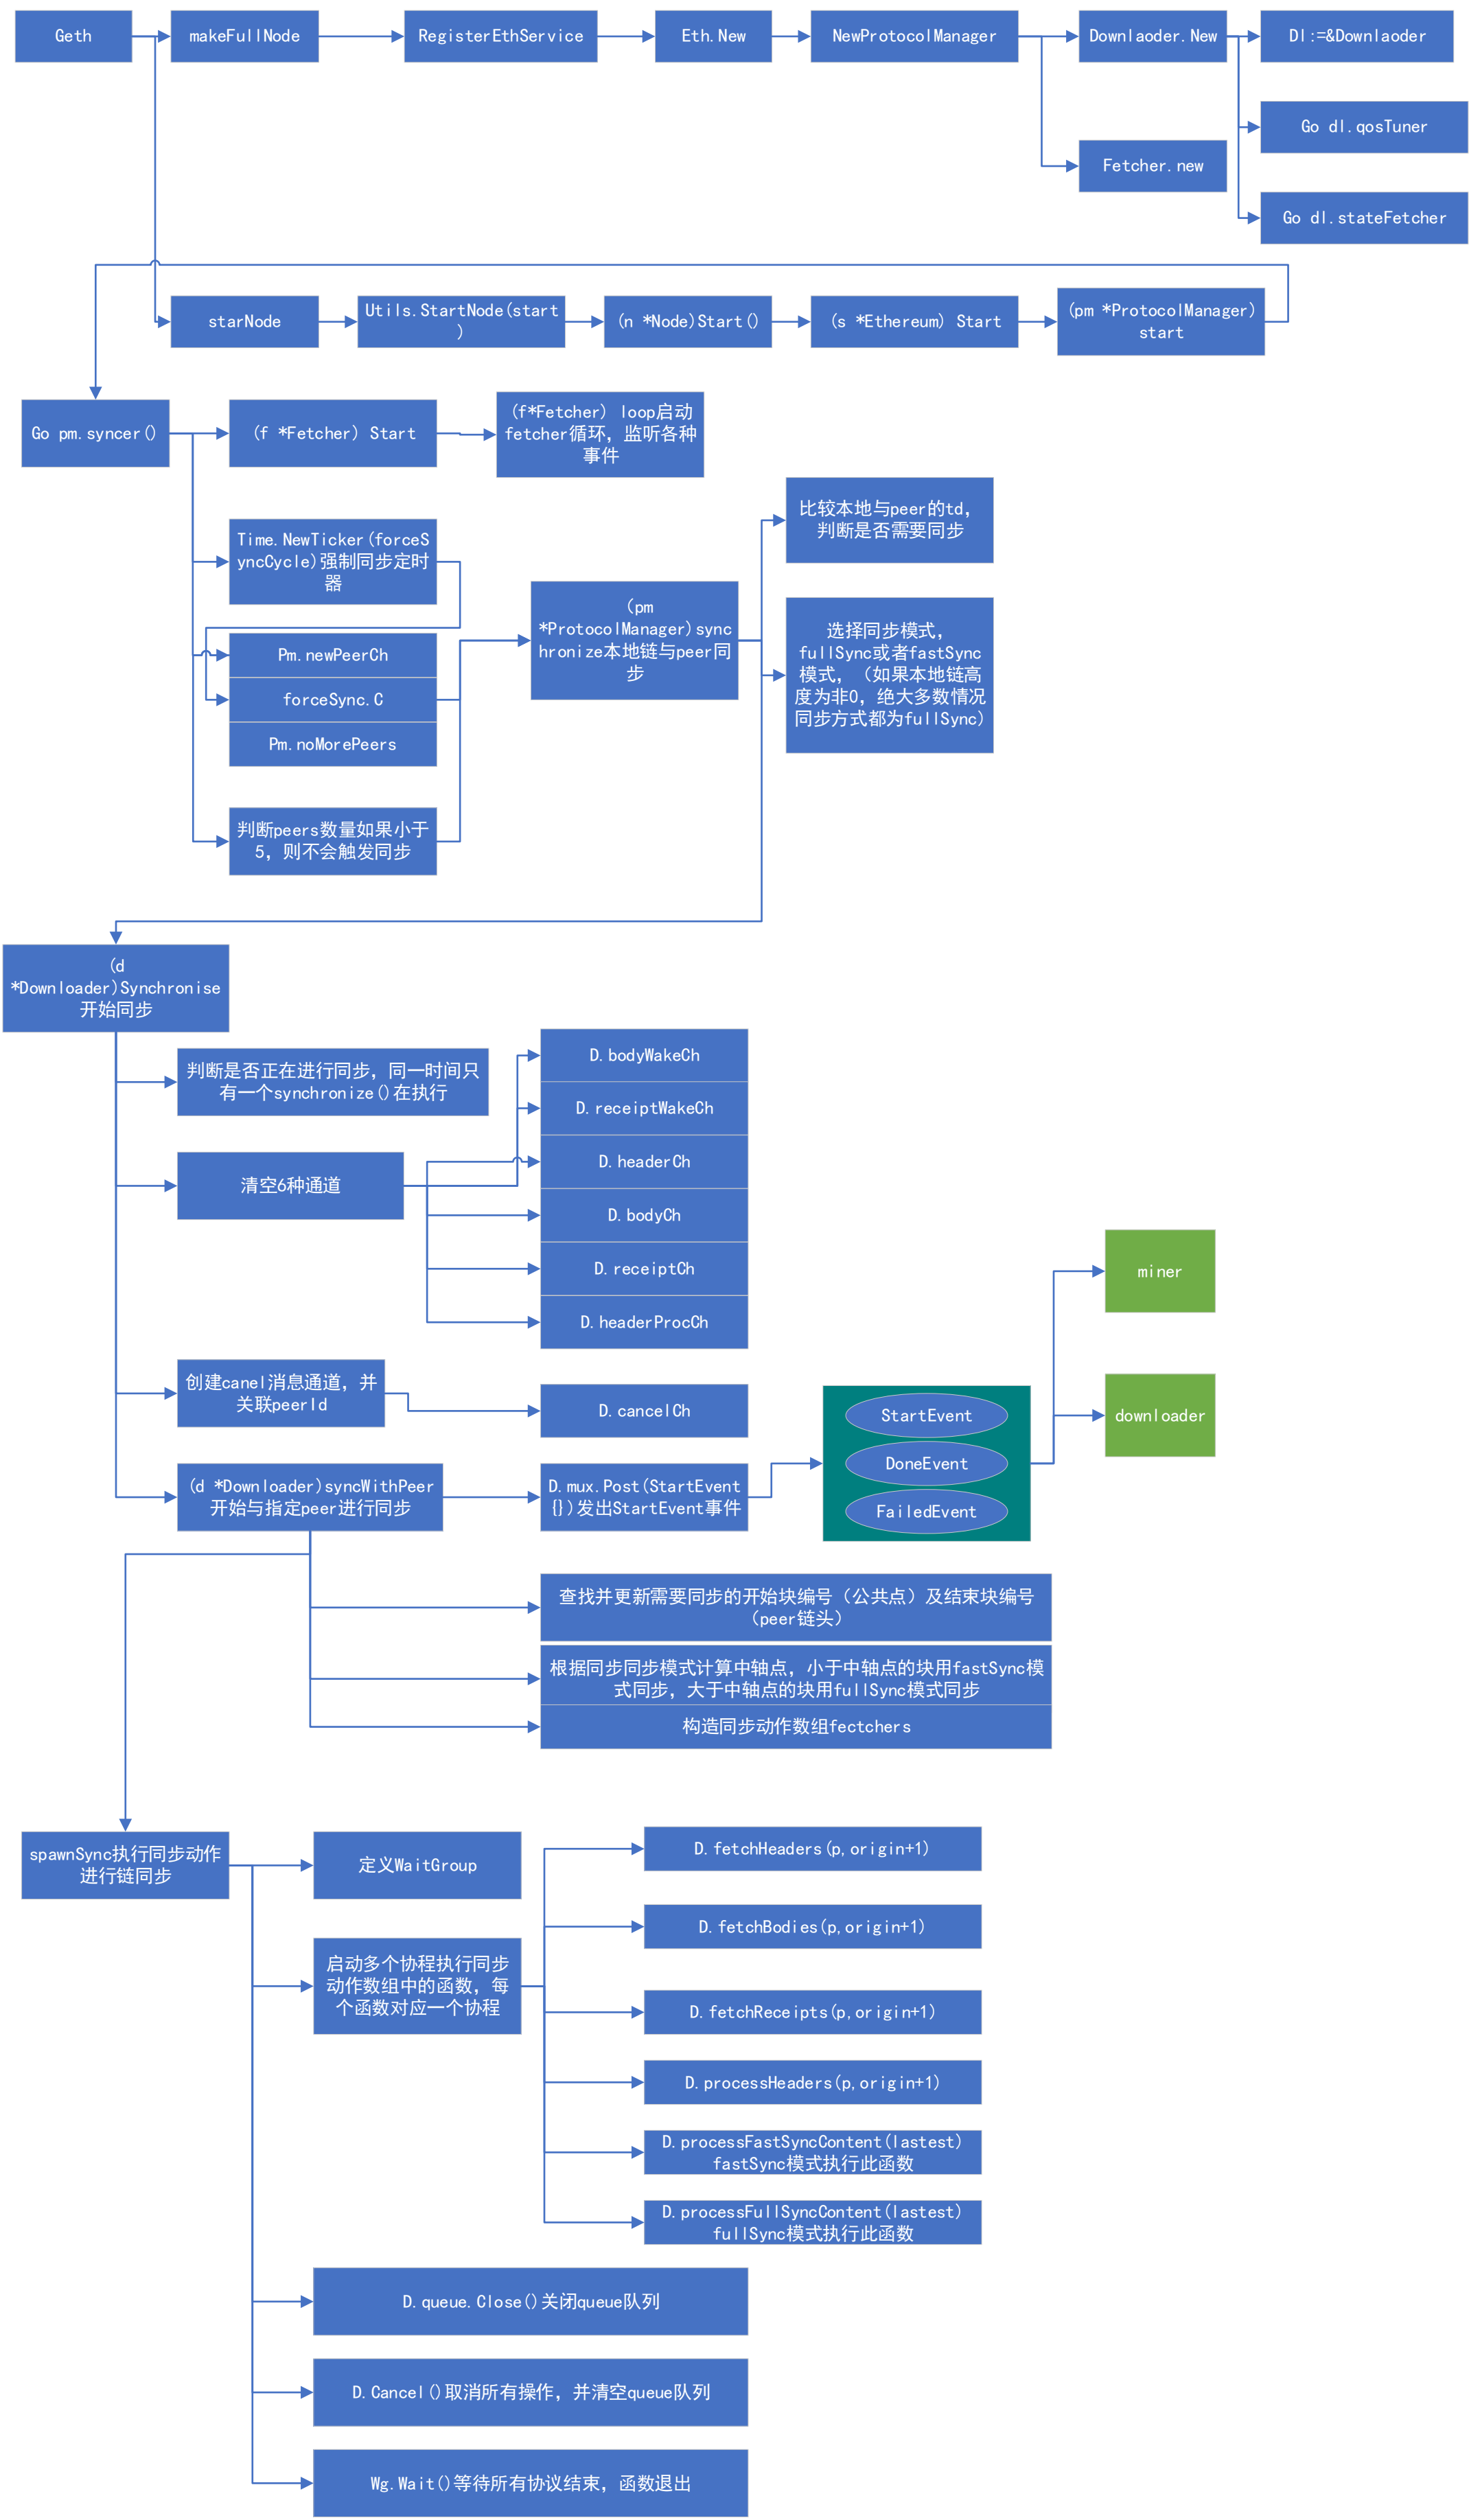 Geth
makeFullNode
RegisterEthService
Eth.New
NewProtocolManager
Downlaoder.New
Dl:=&Downlaoder
Go dl.qosTuner
Fetcher.new
Go dl.stateFetcher
starNode
Utils.StartNode(start
)
(n *Node)Start()
(s *Ethereum) Start
(pm *ProtocolManager)
start
Go pm.syncer()
(f *Fetcher) Start
(f*Fetcher) loop启动
fetcher循环，监听各种
事件
Time.NewTicker(forceS
yncCycle)强制同步定时
器
Pm.newPeerCh
forceSync.C
Pm.noMorePeers
判断peers数量如果小于
5，则不会触发同步
(pm
*ProtocolManager)sync
hronize本地链与peer同
步
比较本地与peer的td，
判断是否需要同步
选择同步模式，
fullSync或者fastSync
模式，（如果本地链高
度为非0，绝大多数情况
同步方式都为fullSync）
(d
*Downloader)Synchronise
开始同步
判断是否正在进行同步，同一时间只
有一个synchronize()在执行
清空6种通道
D.bodyWakeCh
D.receiptWakeCh
D.headerCh
D.bodyCh
D.receiptCh
D.headerProcCh
创建canel消息通道，并
关联peerId
D.cancelCh
(d *Downloader)syncWithPeer
开始与指定peer进行同步
D.mux.Post(StartEvent
{})发出StartEvent事件
StartEvent
DoneEvent
FailedEvent
miner
downloader
查找并更新需要同步的开始块编号（公共点）及结束块编号
（peer链头）
根据同步同步模式计算中轴点，小于中轴点的块用fastSync模
式同步，大于中轴点的块用fullSync模式同步
构造同步动作数组fectchers
spawnSync执行同步动作
进行链同步
定义WaitGroup
启动多个协程执行同步
动作数组中的函数，每
个函数对应一个协程
D.fetchHeaders(p,origin+1)
D.fetchBodies(p,origin+1)
D.fetchReceipts(p,origin+1)
D.processHeaders(p,origin+1)
D.processFastSyncContent(lastest)
fastSync模式执行此函数
D.processFullSyncContent(lastest)
fullSync模式执行此函数
D.queue.Close()关闭queue队列
D.Cancel()取消所有操作，并清空queue队列
Wg.Wait()等待所有协议结束，函数退出